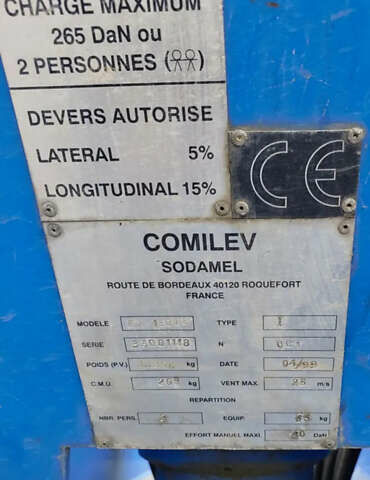 CHARGE MAXIMUM
265 DaN ou
2 PERSONNES ( )
DEVERS AUTORISE
LATERAL 5%
LONGITUDINAL 15%
CE
COMILEV
SODAMEL
ROUTE DE BORDEAUX 40120 ROQUEFORT
FRANCE
MODELE TYPE I
SERIE N°
POIDS (P.V.) kg DATE 04/98
C.M.U. 265 kg VENT MAX. m/s
REPARTITION
NBR. PERS. EQUIP. kg
EFFORT MANUEL MAXI. DaN